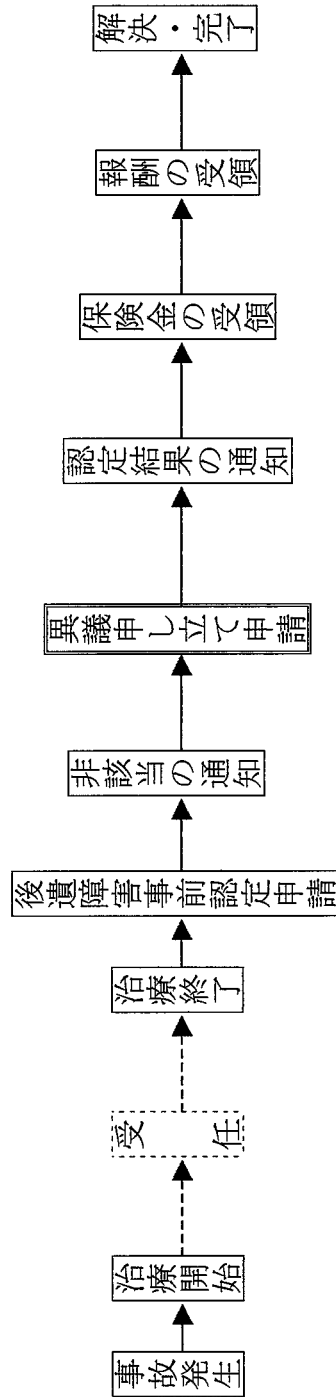 事故発生
治療開始
受任
治療終了
後遺障害事前認定申請
非該当の通知
異議申し立て申請
認定結果の通知
保険金の受領
報酬の受領
解決・完了